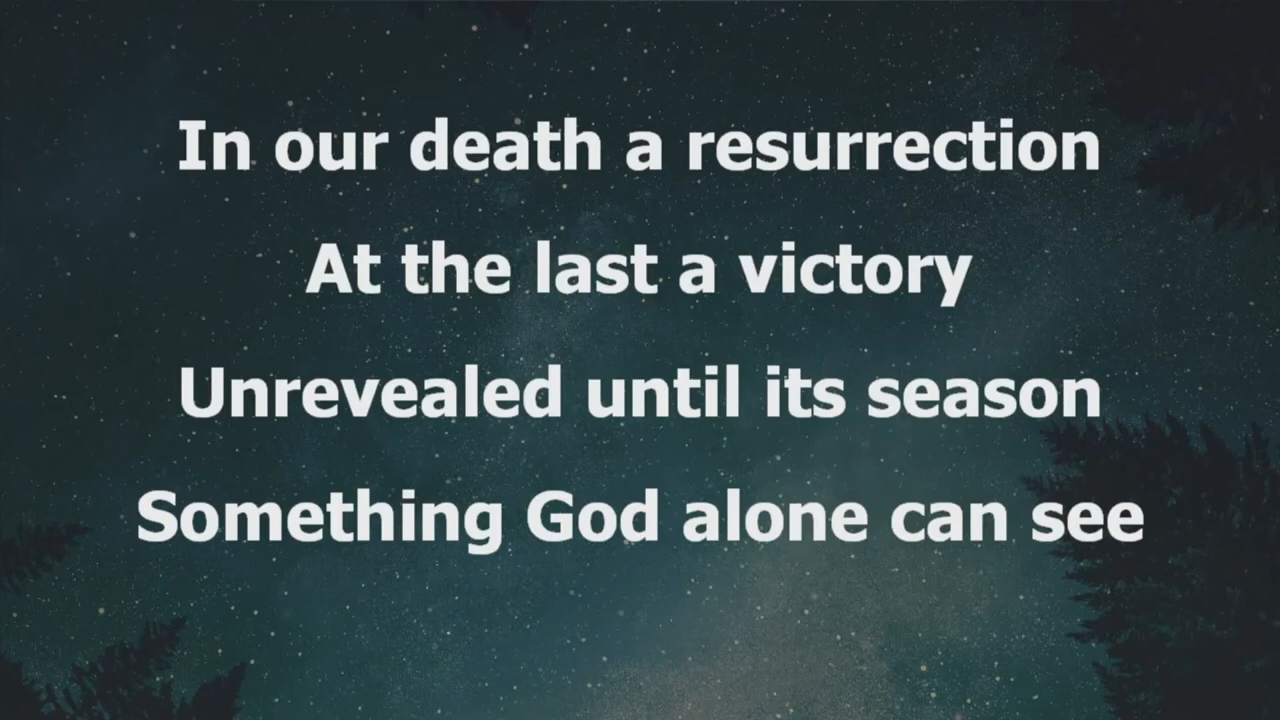 In our death a resurrection
At the last a victory
Unrevealed until its season
Something God alone can see